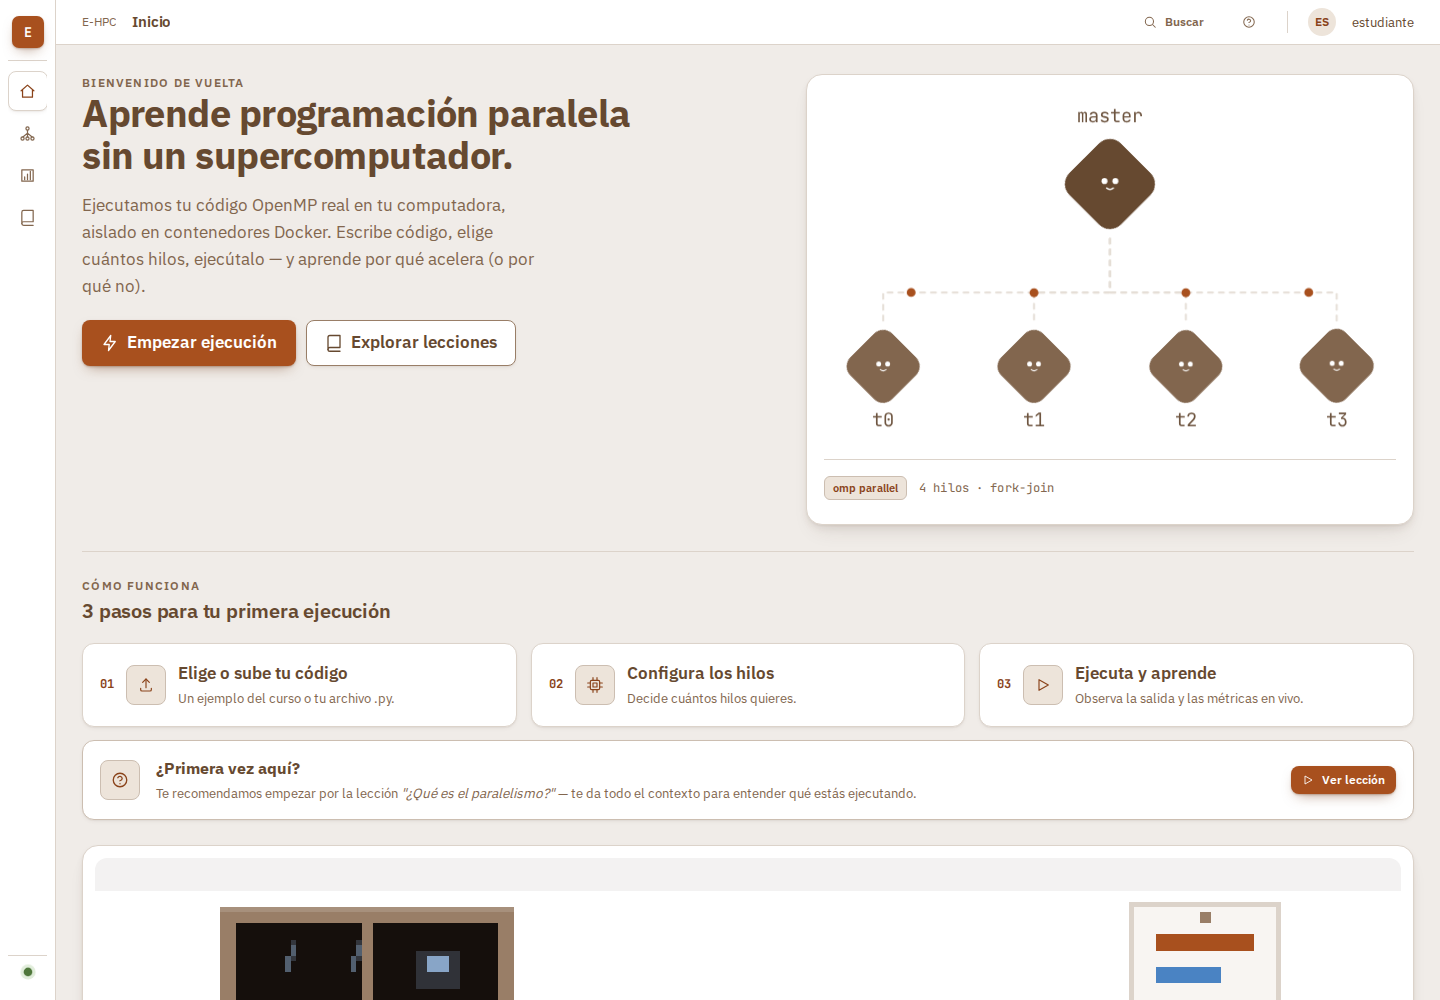 E
E-HPC Inicio
Buscar
ES estudiante
BIENVENIDO DE VUELTA
Aprende programación paralela
sin un supercomputador.
Ejecutamos tu código OpenMP real en tu computadora,
aislado en contenedores Docker. Escribe código, elige
cuántos hilos, ejecútalo — y aprende por qué acelera (o por
qué no).
Empezar ejecución
Explorar lecciones
master
t0 t1 t2 t3
omp parallel 4 hilos · fork-join
CÓMO FUNCIONA
3 pasos para tu primera ejecución
01
Elige o sube tu código
Un ejemplo del curso o tu archivo .py.
02
Configura los hilos
Decide cuántos hilos quieres.
03
Ejecuta y aprende
Observa la salida y las métricas en vivo.
¿Primera vez aquí?
Te recomendamos empezar por la lección "¿Qué es el paralelismo?" — te da todo el contexto para entender qué estás ejecutando.
Ver lección